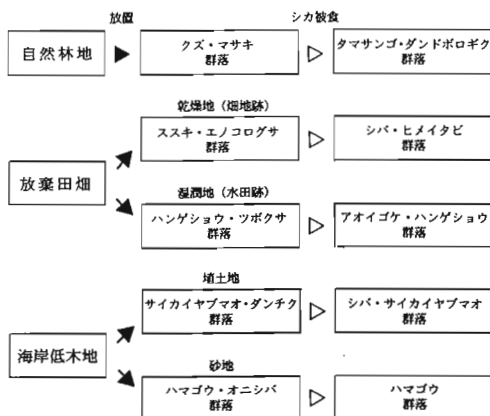 放置
シカ被食
自然林地
クズ・マサキ
群落
タマサンゴ・ダンドボロギク
群落
乾燥地（畑地跡）
ススキ・エノコログサ
群落
シバ・ヒメイタビ
群落
放棄田畑
湿潤地（水田跡）
ハンゲショウ・ツボクサ
群落
アオイゴケ・ハンゲショウ
群落
埴土地
サイカイヤブマオ・ダンチク
群落
シバ・サイカイヤブマオ
群落
海岸低木地
砂地
ハマゴウ・オニシバ
群落
ハマゴウ
群落